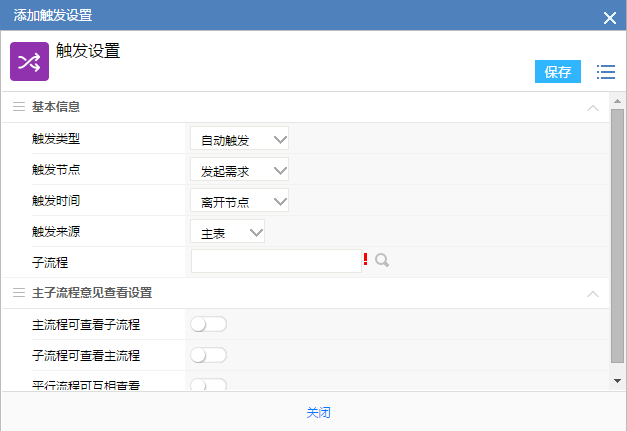 添加触发设置
触发设置
保存
基本信息
触发类型 自动触发
触发节点 发起需求
触发时间 离开节点
触发来源 主表
子流程 !
主子流程意见查看设置
主流程可查看子流程
子流程可查看主流程
平行流程可互相查看
关闭